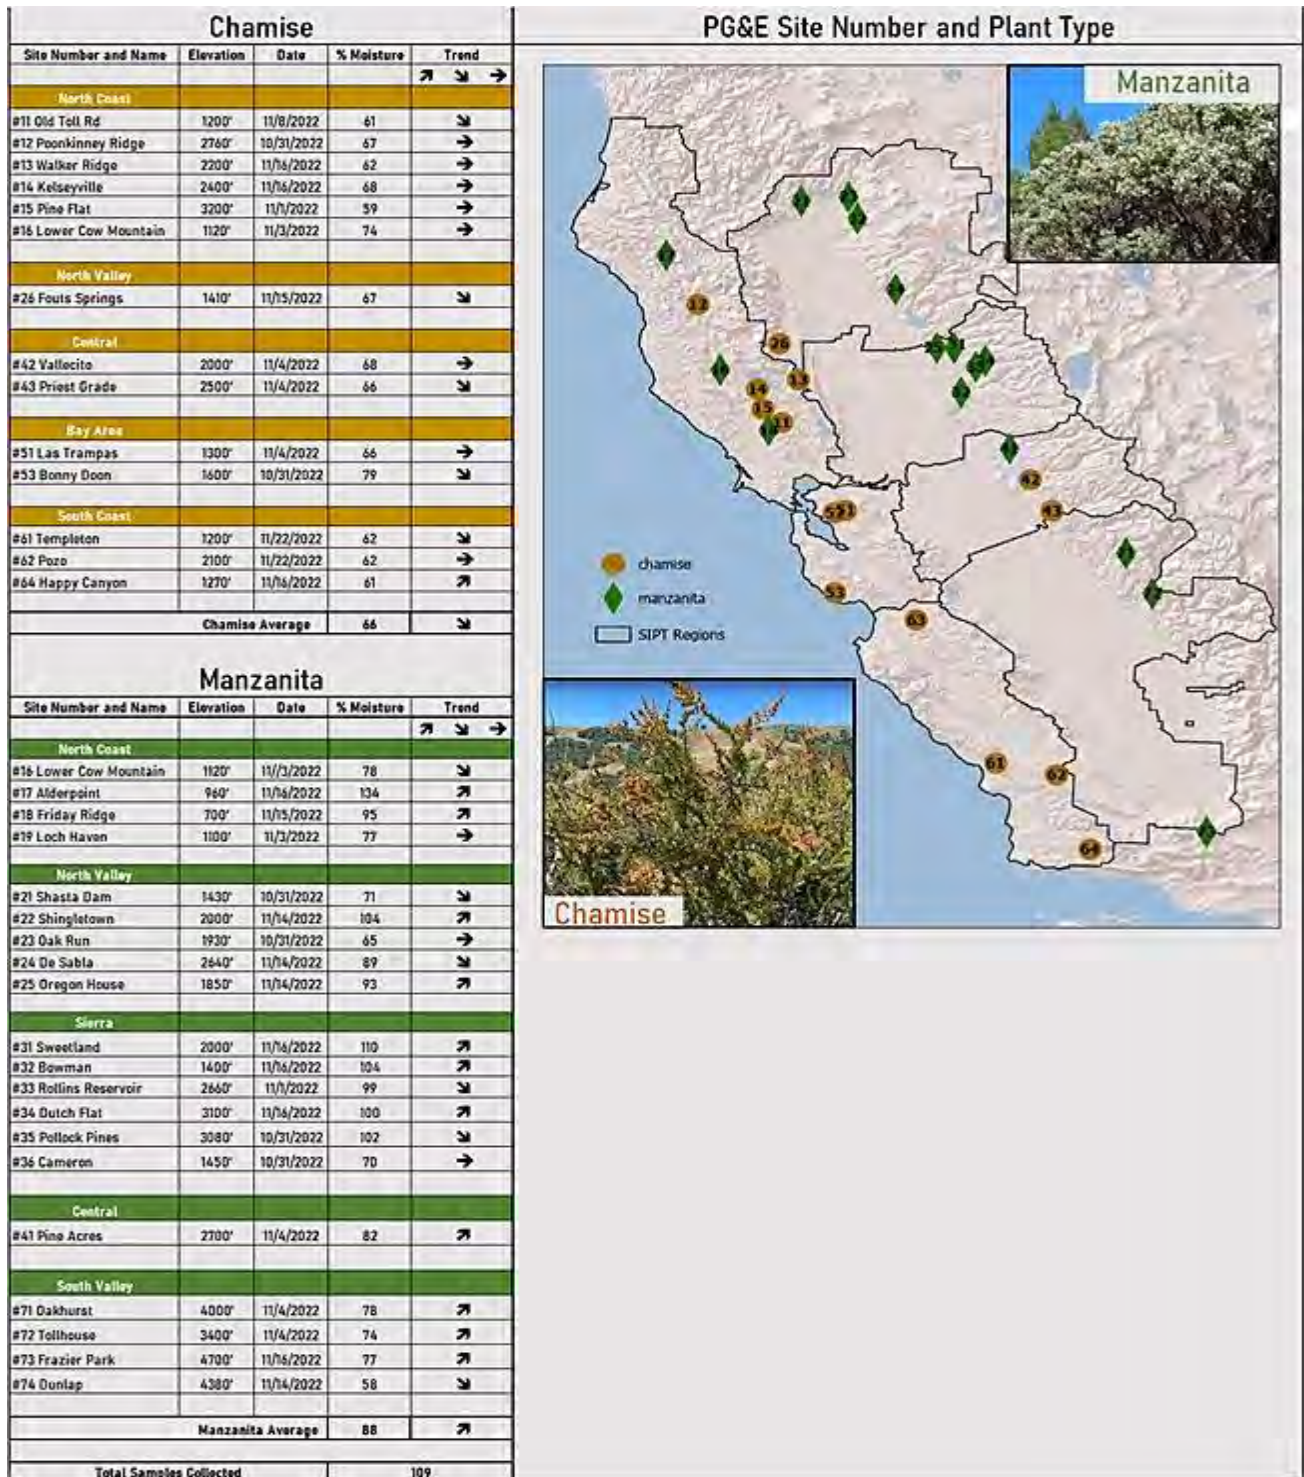 Chamise
Site Number and Name Elevation Date % Moisture Trend
North Coast
#11 Old Toll Rd 1200' 11/8/2022 61
#12 Poonkinney Ridge 2760' 10/31/2022 67
#13 Walker Ridge 2200' 11/16/2022 62
#14 Kelseyville 2400' 11/16/2022 68
#15 Pine Flat 3200' 11/1/2022 59
#16 Lower Cow Mountain 1120' 11/3/2022 74
North Valley
#26 Fouts Springs 1410' 11/15/2022 67
Central
#42 Vallecito 2000' 11/4/2022 68
#43 Priest Grade 2500' 11/4/2022 66
Bay Area
#51 Las Trampas 1300' 11/4/2022 66
#53 Bonny Doon 1600' 10/31/2022 79
South Coast
#61 Templeton 1200' 11/22/2022 62
#62 Pozo 2100' 11/22/2022 62
#64 Happy Canyon 1270' 11/16/2022 61
Chamise Average 66
Manzanita
Site Number and Name Elevation Date % Moisture Trend
North Coast
#16 Lower Cow Mountain 1120' 11//3/2022 78
#17 Alderpoint 960' 11/16/2022 134
#18 Friday Ridge 700' 11/15/2022 95
#19 Loch Haven 1100' 11/3/2022 77
North Valley
#21 Shasta Dam 1430' 10/31/2022 71
#22 Shingletown 2000' 11/14/2022 104
#23 Oak Run 1930' 10/31/2022 65
#24 De Sabla 2640' 11/14/2022 89
#25 Oregon House 1850' 11/14/2022 93
Sierra
#31 Sweetland 2000' 11/16/2022 110
#32 Bowman 1400' 11/16/2022 104
#33 Rollins Reservoir 2660' 11/1/2022 99
#34 Dutch Flat 3100' 11/16/2022 100
#35 Pollock Pines 3080' 10/31/2022 102
#36 Cameron 1450' 10/31/2022 70
Central
#41 Pine Acres 2700' 11/4/2022 82
South Valley
#71 Oakhurst 4000' 11/4/2022 78
#72 Tollhouse 3400' 11/4/2022 74
#73 Frazier Park 4700' 11/16/2022 77
#74 Dunlap 4380' 11/14/2022 58
Manzanita Average 88
Total Samples Collected 109
PG&E Site Number and Plant Type
Manzanita
12
26
13
14
15
11
42
43
53
63
61
62
64
chamise
manzanita
SIPT Regions
Chamise